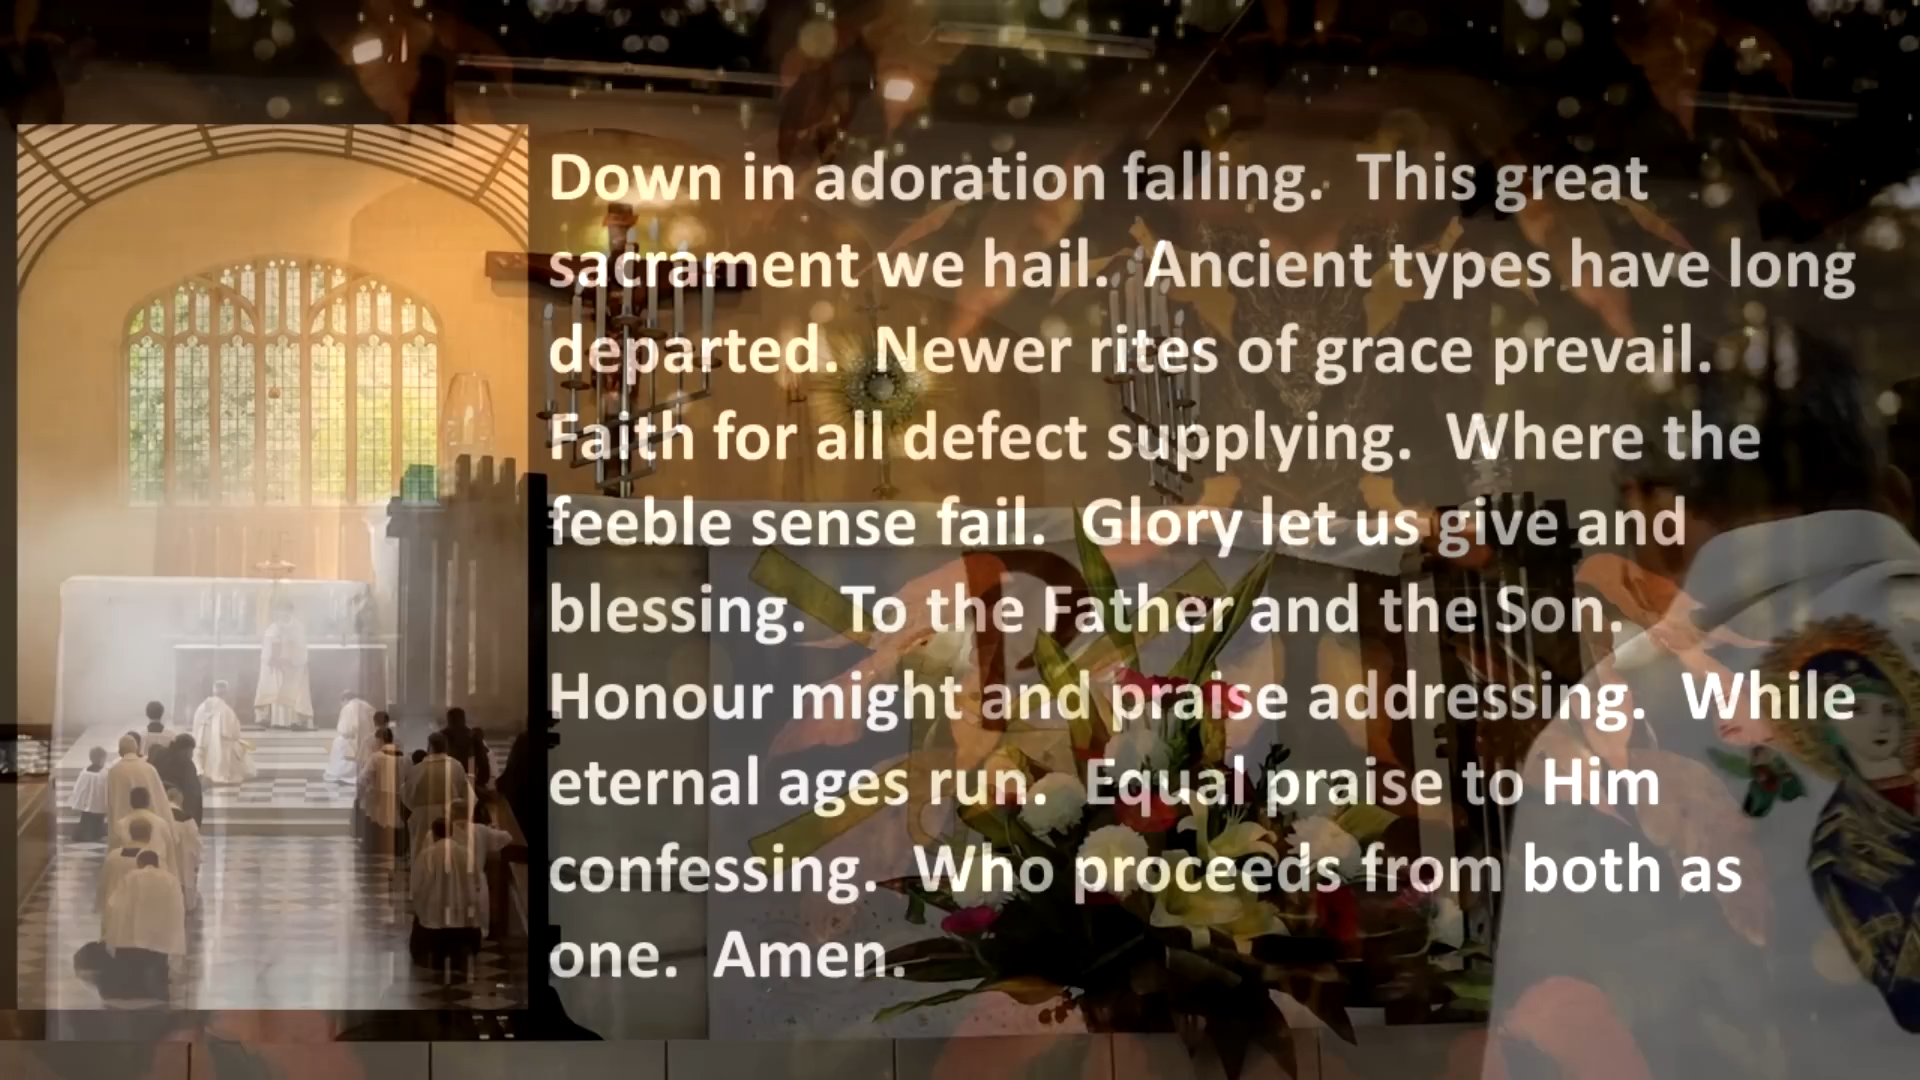 Down in adoration falling.  This great
sacrament we hail.  Ancient types have long
departed.  Newer rites of grace prevail.
Faith for all defect supplying.  Where the
feeble sense fail.  Glory let us give and
blessing.  To the Father and the Son.
Honour might and praise addressing.  While
eternal ages run.  Equal praise to Him
confessing.  Who proceeds from both as
one.  Amen.